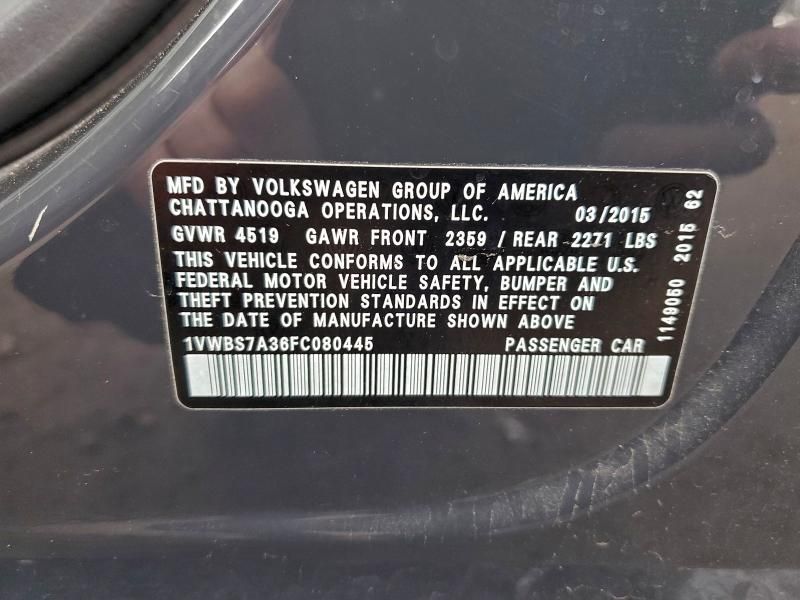 MFD BY VOLKSWAGEN GROUP OF AMERICA
CHATTANOOGA OPERATIONS, LLC. 03/2015
GVWR 4519 GAWR FRONT 2359 / REAR 2271 LBS
THIS VEHICLE CONFORMS TO ALL APPLICABLE U.S.
FEDERAL MOTOR VEHICLE SAFETY, BUMPER AND
THEFT PREVENTION STANDARDS IN EFFECT ON
THE DATE OF MANUFACTURE SHOWN ABOVE
1VWBS7A36FC080445 PASSENGER CAR
1149050 2015 62